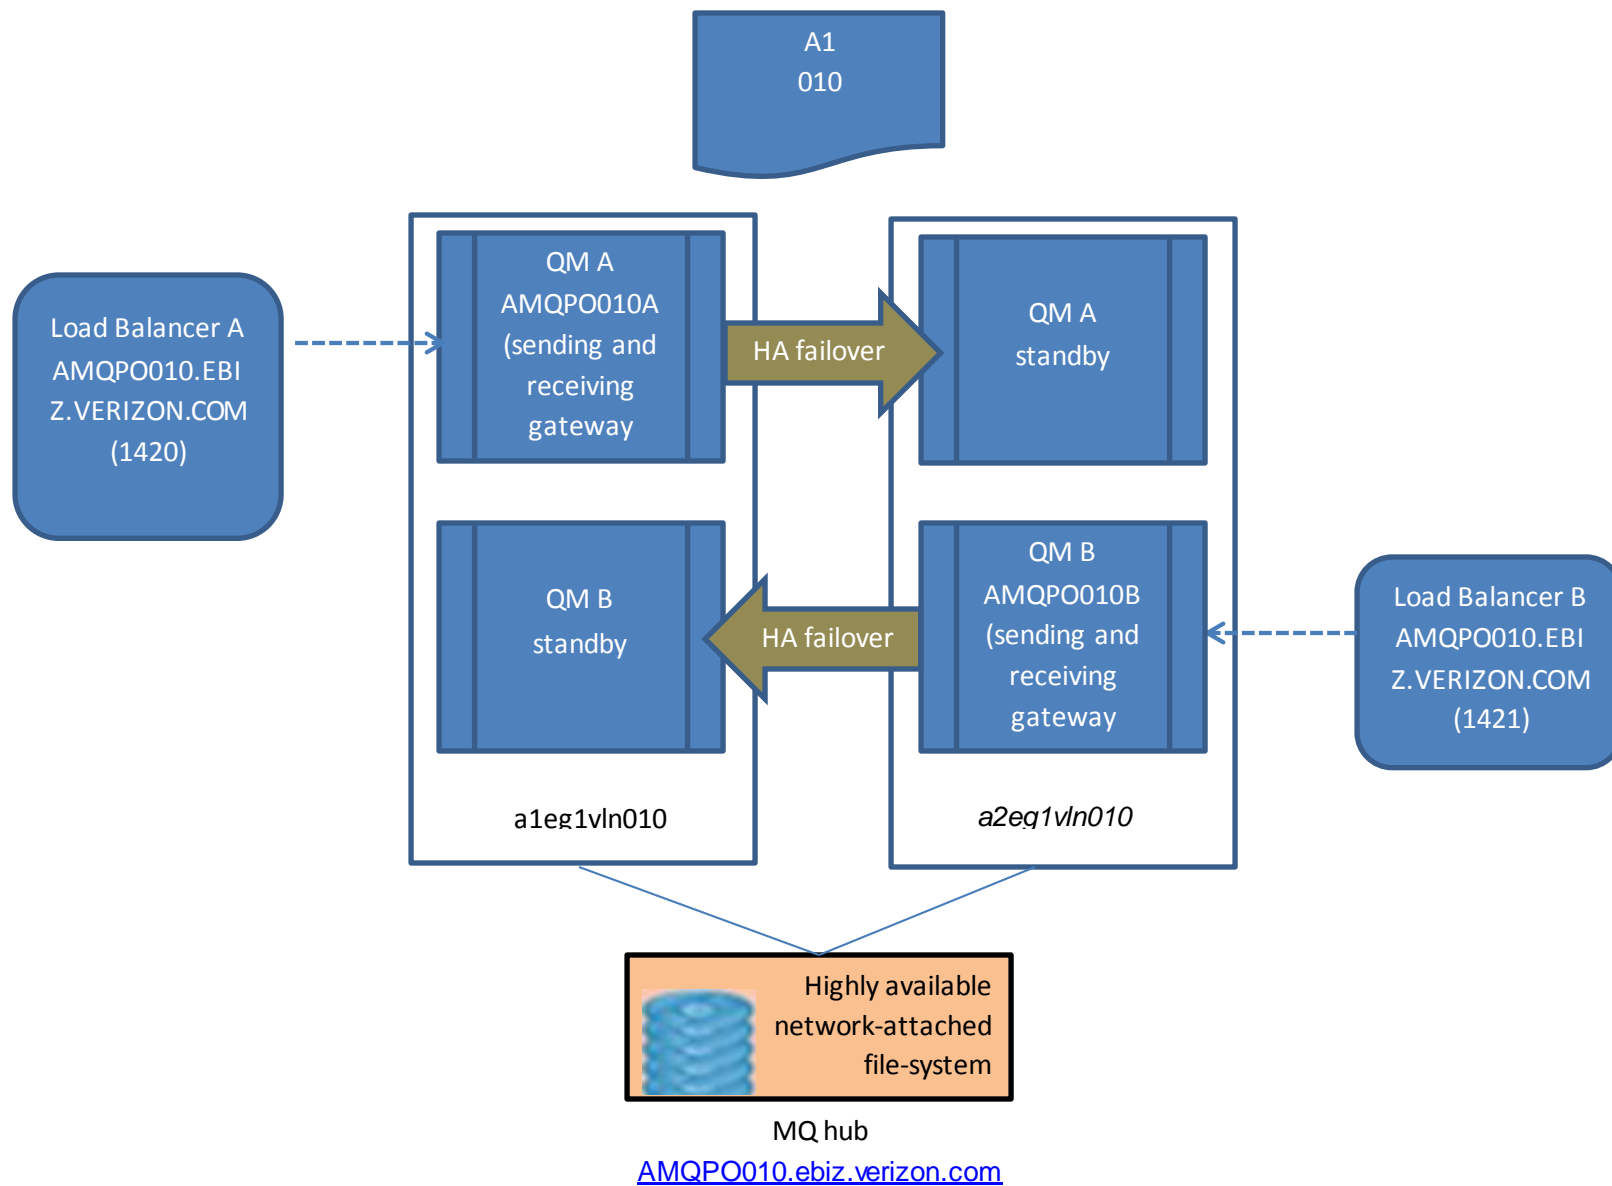 A1
010
QM A
AMQPO010A
(sending and
receiving
gateway
HA failover
QM A
standby
Load Balancer A
AMQPO010.EBI
Z.VERIZON.COM
(1420)
QM B
standby
HA failover
QM B
AMQPO010B
(sending and
receiving
gateway
Load Balancer B
AMQPO010.EBI
Z.VERIZON.COM
(1421)
a1eg1vln010
a2eg1vln010
Highly available
network-attached
file-system
MQ hub
AMQPO010.ebiz.verizon.com